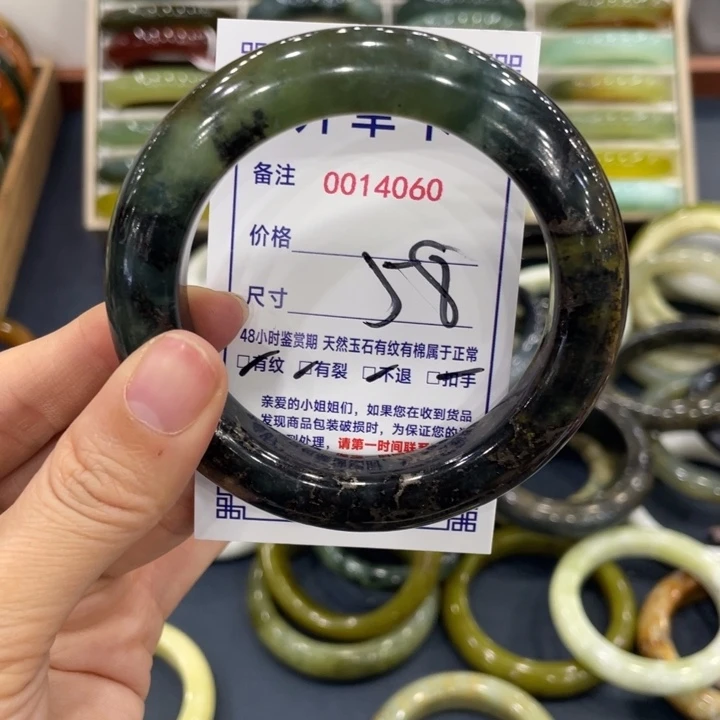 备注 0014060
价格
尺寸 58
48小时鉴赏期 天然玉石有纹有棉属于正常
□有纹 □有裂 □不退 □扣手
亲爱的小姐姐们，如果您在收到货品
发现商品包装破损时，为保证您的
处理，请第一时间联系